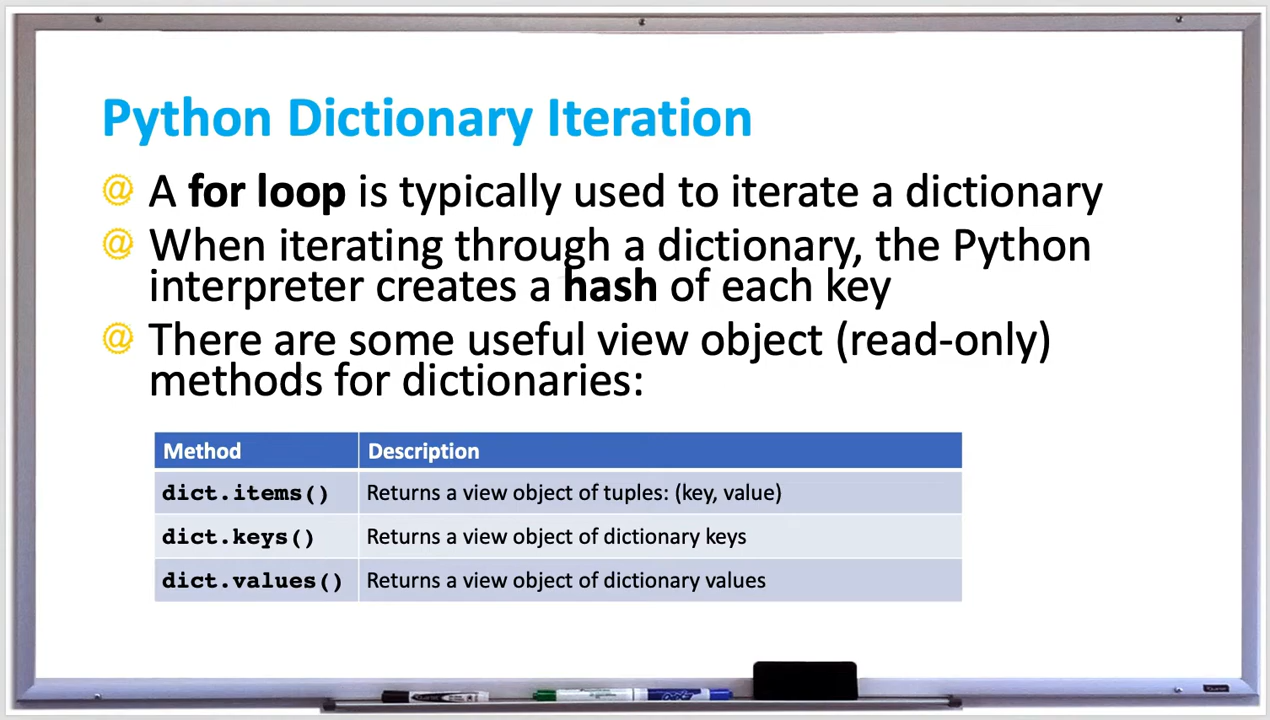 Python Dictionary Iteration
@ A for loop is typically used to iterate a dictionary
@ When iterating through a dictionary, the Python
interpreter creates a hash of each key
@ There are some useful view object (read-only)
methods for dictionaries:
Method Description
dict.items() Returns a view object of tuples: (key, value)
dict.keys() Returns a view object of dictionary keys
dict.values() Returns a view object of dictionary values